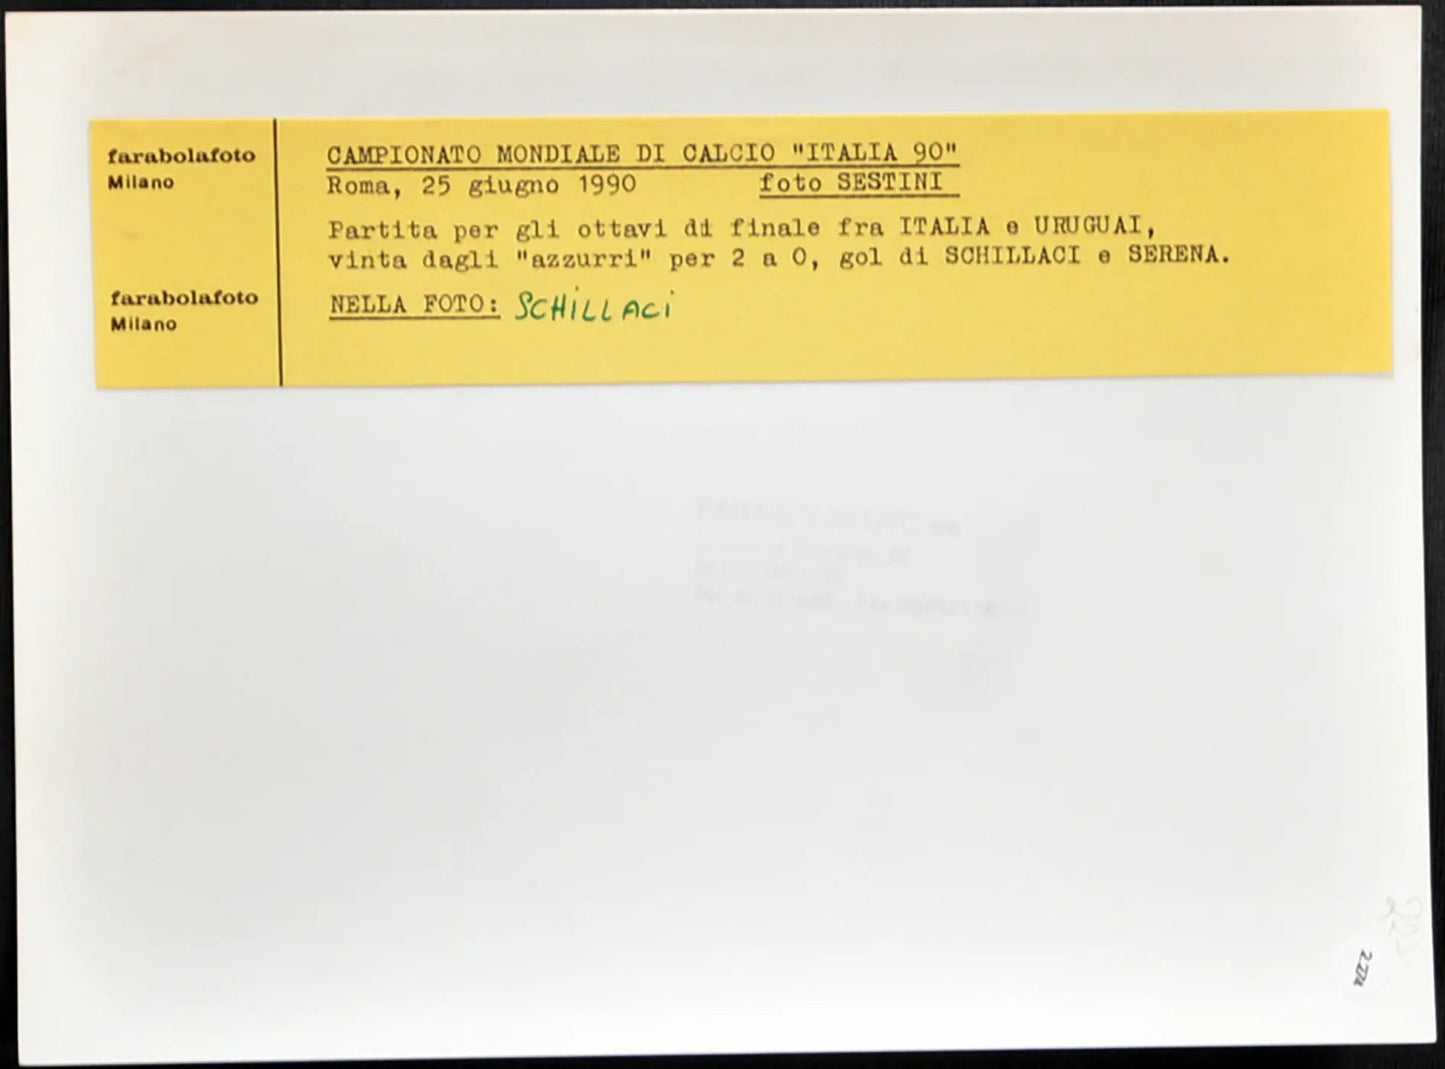 farabolafoto
Milano
CAMPIONATO MONDIALE DI CALCIO "ITALIA 90"
Roma, 25 giugno 1990 foto SESTINI
Partita per gli ottavi di finale fra ITALIA e URUGUAI,
vinta dagli "azzurri" per 2 a 0, gol di SCHILLACI e SERENA.
farabolafoto
Milano
NELLA FOTO: SCHiLLACi